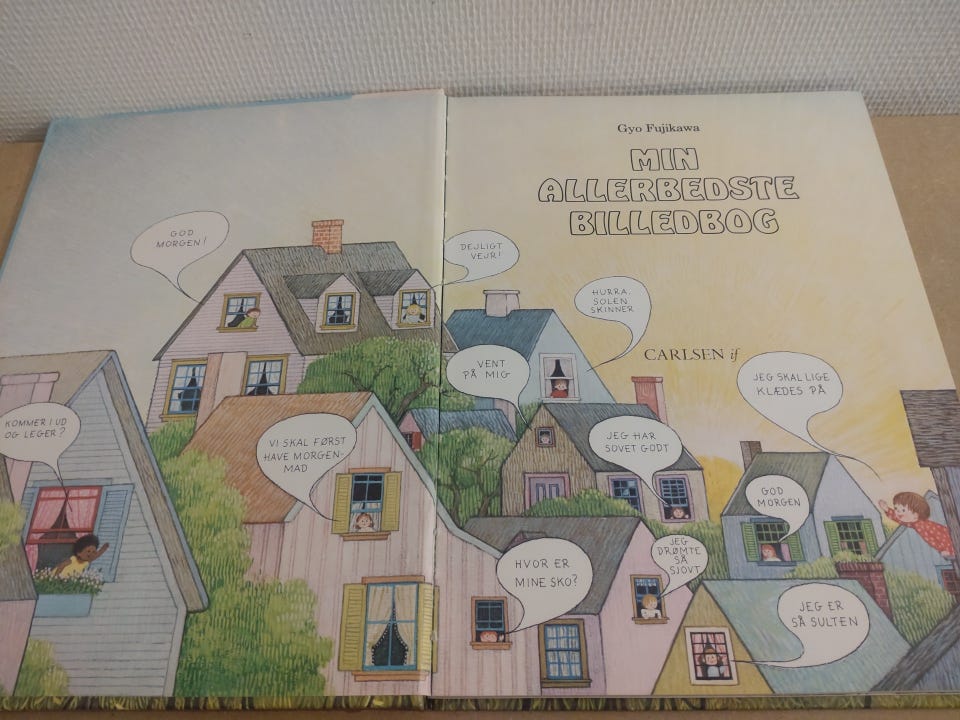 Gyo Fujikawa
MIN
ALLERBEDSTE
BILLEDBOG
GOD
MORGEN!
DEJLIGT
VEJR!
HURRA,
SOLEN
SKINNER
CARLSEN if
VENT
PÅ MIG
JEG SKAL LIGE
KLÆDES PÅ
KOMMER I UD
OG LEGER?
VI SKAL FØRST
HAVE MORGEN-
MAD
JEG HAR
SOVET GODT
GOD
MORGEN
HVOR ER
MINE SKO?
JEG
DRØMTE
SÅ
SJOVT
JEG ER
SÅ SULTEN